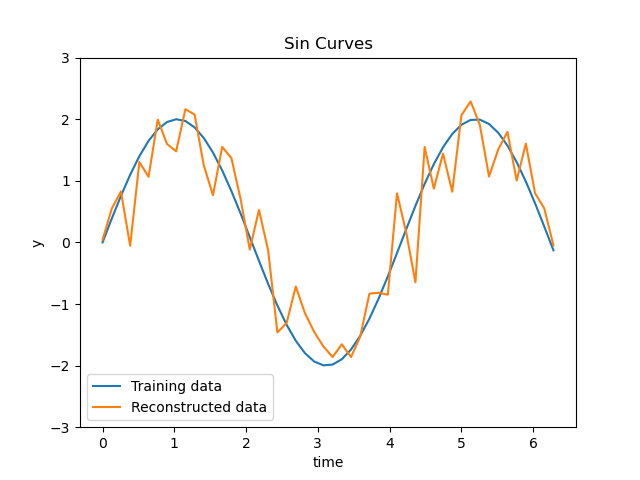 Sin Curves
3
2
1
0
−1
−2
−3
y
Training data
Reconstructed data
0 1 2 3 4 5 6
time